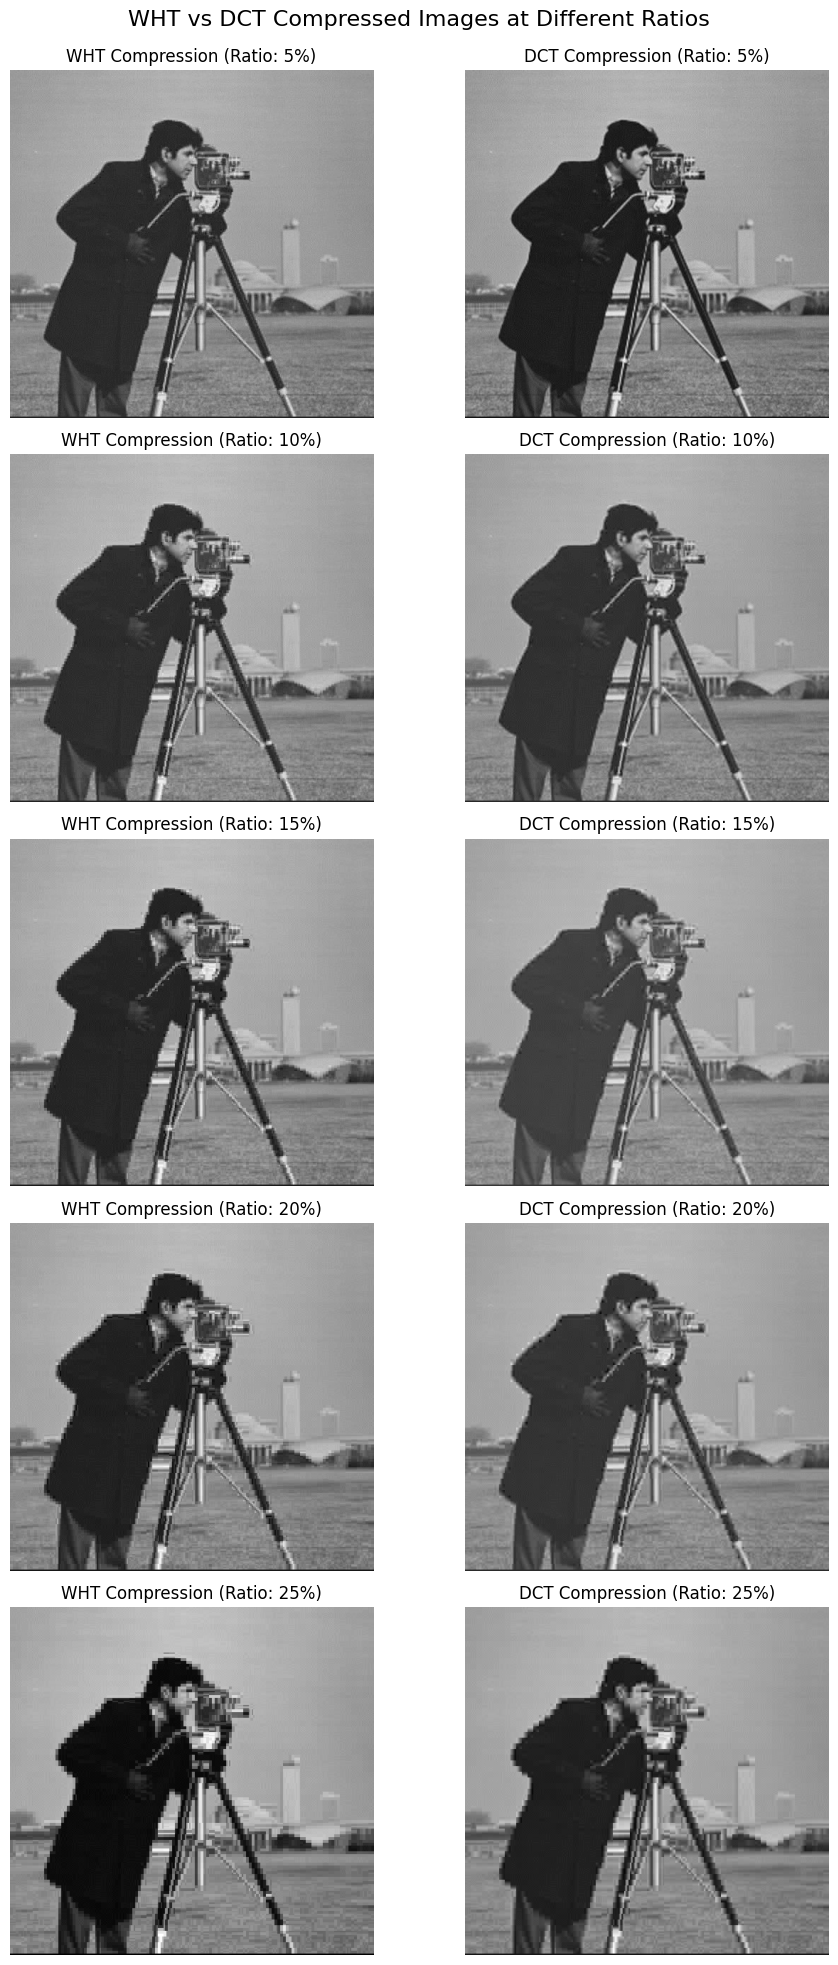 WHT vs DCT Compressed Images at Different Ratios
WHT Compression (Ratio: 5%)
DCT Compression (Ratio: 5%)
WHT Compression (Ratio: 10%)
DCT Compression (Ratio: 10%)
WHT Compression (Ratio: 15%)
DCT Compression (Ratio: 15%)
WHT Compression (Ratio: 20%)
DCT Compression (Ratio: 20%)
WHT Compression (Ratio: 25%)
DCT Compression (Ratio: 25%)